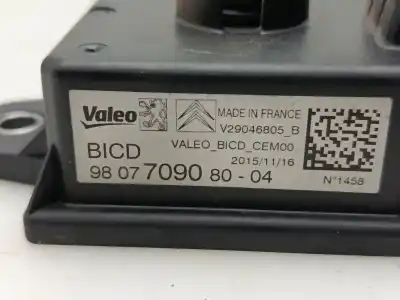 Valeo
MADE IN FRANCE
V29046805_B
BICD
VALEO_BICD_CEM00
2015/11/16
98 07 7090 80-04
N°1458